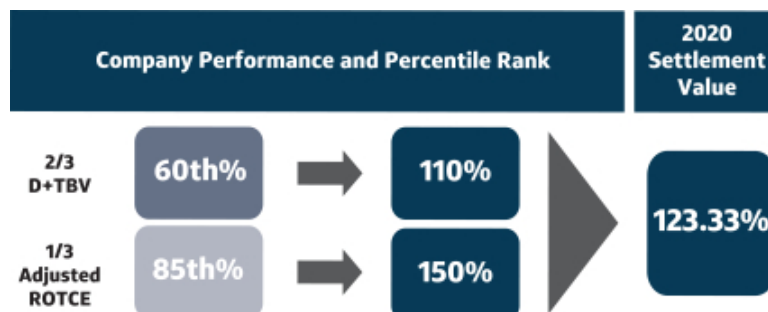 Company Performance and Percentile Rank
2020
Settlement
Value
2/3
D+TBV
60th%
110%
123.33%
1/3
Adjusted
ROTCE
85th%
150%